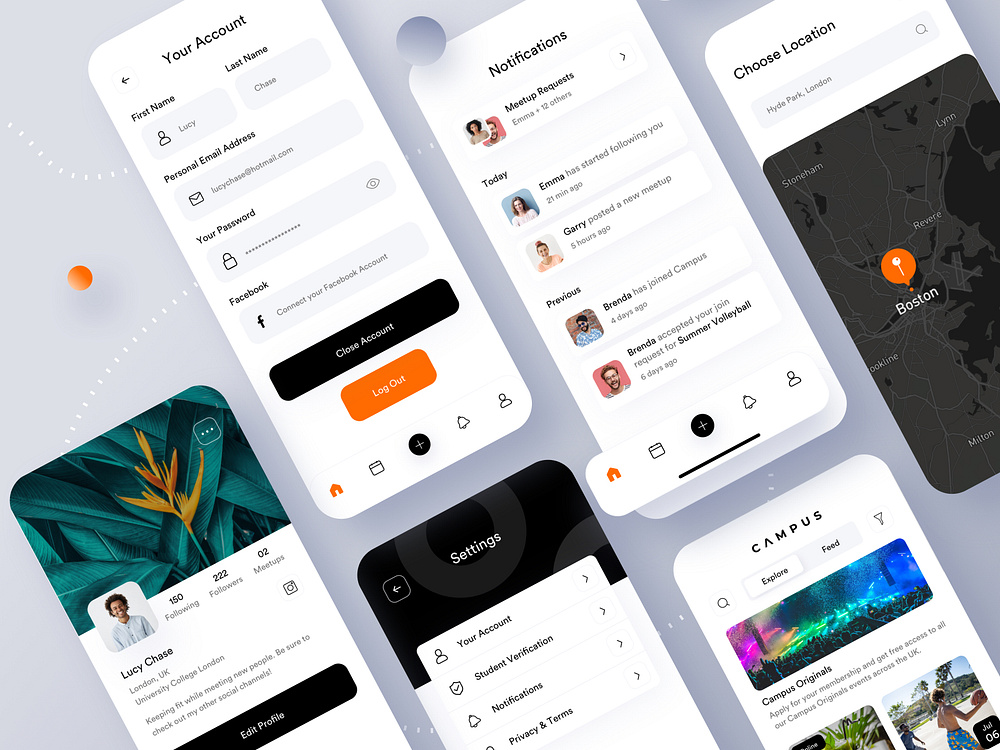 Your Account
First Name
Last Name
Lucy
Chase
Personal Email Address
lucychase@hotmail.com
Your Password
******************
Facebook
Connect your Facebook Account
Close Account
Log Out
Notifications
Meetup Requests
Emma + 12 others
Today
Emma has started following you
21 min ago
Garry posted a new meetup
5 hours ago
Previous
Brenda has joined Campus
4 days ago
Brenda accepted your join
request for Summer Volleyball
6 days ago
Choose Location
Hyde Park, London
Lynn
Stoneham
Revere
Boston
ookline
Milton
150
Following
222
Followers
02
Meetups
Lucy Chase
London, UK
University College London
Keeping fit while meeting new people. Be sure to
check out my other social channels!
Edit Profile
Settings
Your Account
Student Verification
Notifications
Privacy & Terms
CAMPUS
Explore
Feed
Campus Originals
Apply for your membership and get free access to all
our Campus Originals events across the UK.
Jul
06